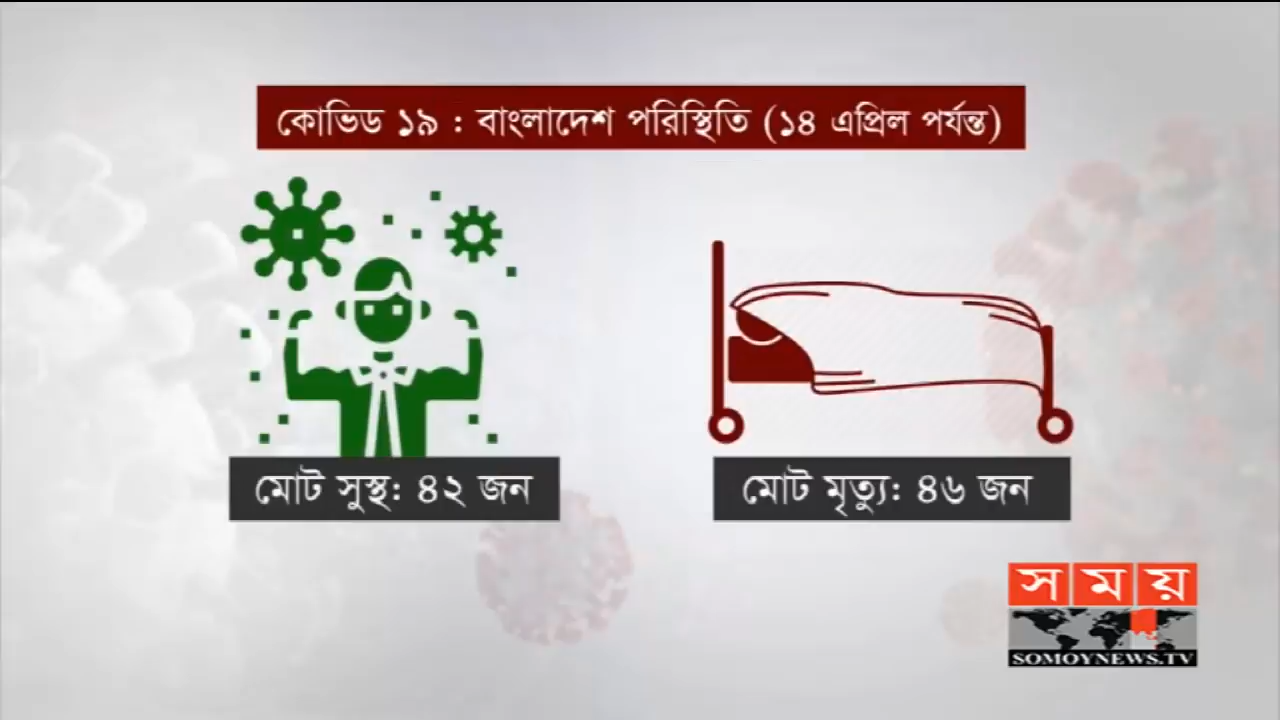 কোভিড ১৯ : বাংলাদেশ পরিস্থিতি (১৪ এপ্রিল পর্যন্ত)
মোট সুস্থ: ৪২ জন
মোট মৃত্যু: ৪৬ জন
সময়
SOMOYNEWS.TV